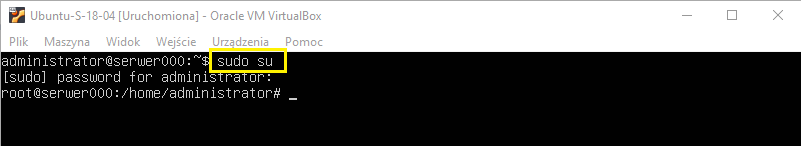 Ubuntu-S-18-04 [Uruchomiona] - Oracle VM VirtualBox
Plik Maszyna Widok Wejście Urządzenia Pomoc
administrator@serwer000:~$ sudo su
[sudo] password for administrator:
root@serwer000:/home/administrator# _